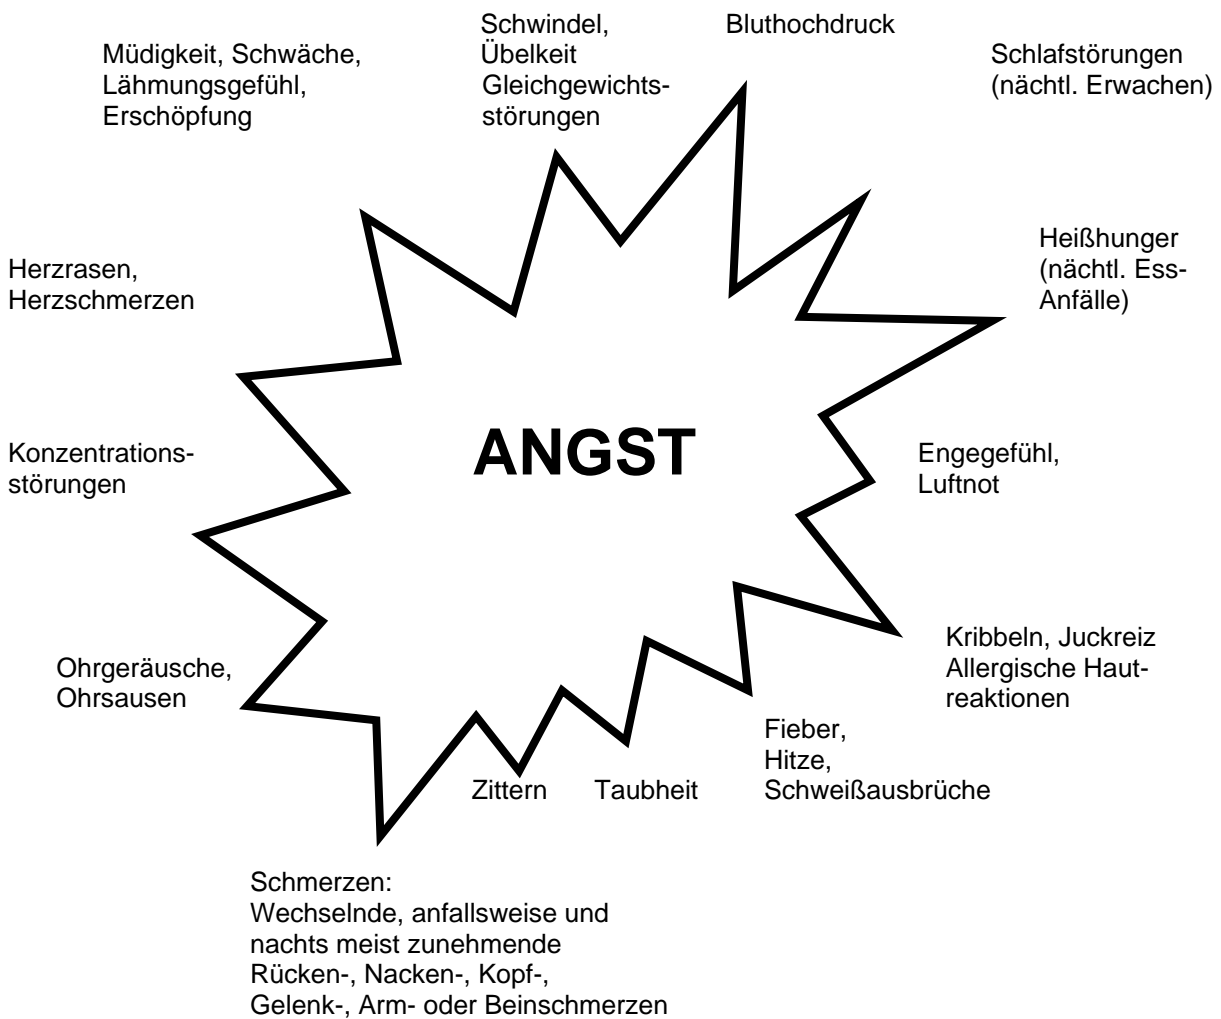 Schwindel,
Übelkeit
Gleichgewichts-
störungen
Bluthochdruck
Müdigkeit, Schwäche,
Lähmungsgefühl,
Erschöpfung
Schlafstörungen
(nächtl. Erwachen)
Herzrasen,
Herzschmerzen
Heißhunger
(nächtl. Ess-
Anfälle)
ANGST
Konzentrations-
störungen
Engegefühl,
Luftnot
Ohrgeräusche,
Ohrsausen
Kribbeln, Juckreiz
Allergische Haut-
reaktionen
Zittern
Taubheit
Fieber,
Hitze,
Schweißausbrüche
Schmerzen:
Wechselnde, anfallsweise und
nachts meist zunehmende
Rücken-, Nacken-, Kopf-,
Gelenk-, Arm- oder Beinschmerzen